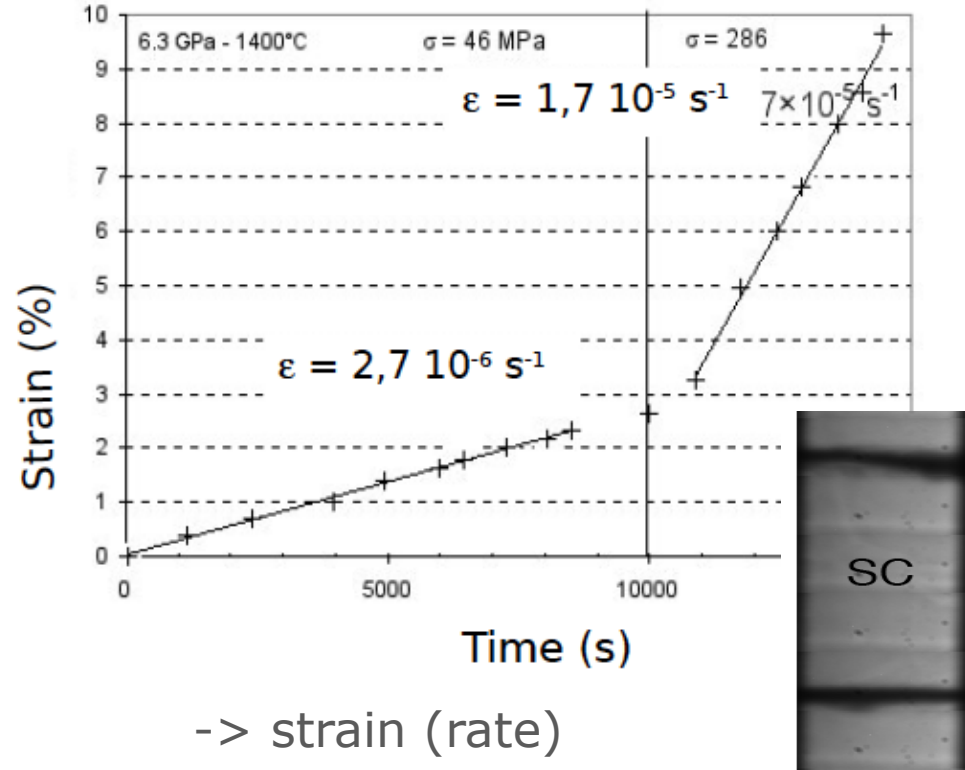 10
6.3 GPa - 1400°C σ = 46 MPa σ = 286
9
ε = 1,7 10⁻⁵ s⁻¹ 7×10⁻⁵ s⁻¹
8
7
6
5
4
ε = 2,7 10⁻⁶ s⁻¹
3
2
1
0
0 5000 10000
Strain (%)
Time (s)
SC
-> strain (rate)